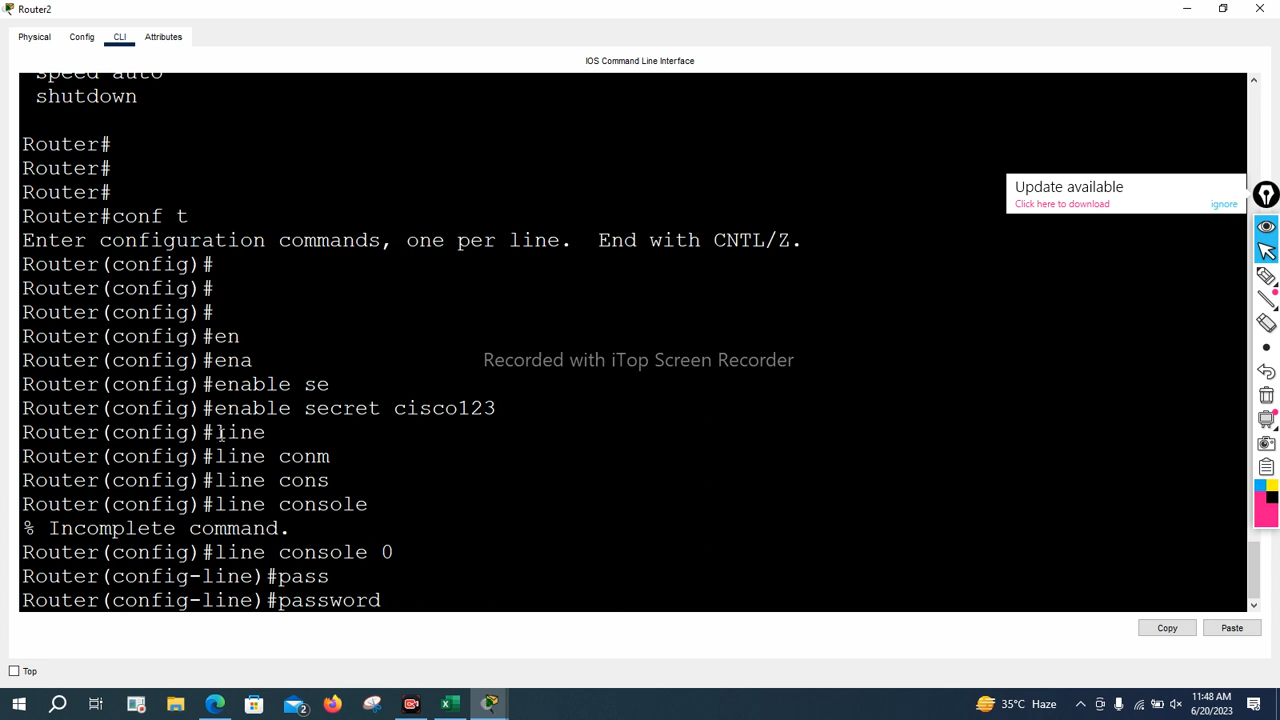 Router2
Physical Config CLI Attributes
IOS Command Line Interface
speed auto
shutdown
Router#
Router#
Router#
Router#conf t
Enter configuration commands, one per line. End with CNTL/Z.
Router(config)#
Router(config)#
Router(config)#
Router(config)#en
Router(config)#ena
Router(config)#enable se
Router(config)#enable secret cisco123
Router(config)#line
Router(config)#line conm
Router(config)#line cons
Router(config)#line console
% Incomplete command.
Router(config)#line console 0
Router(config-line)#pass
Router(config-line)#password
Update available
Click here to download ignore
Recorded with iTop Screen Recorder
Copy Paste
Top
35°C Haze
11:48 AM
6/20/2023
2